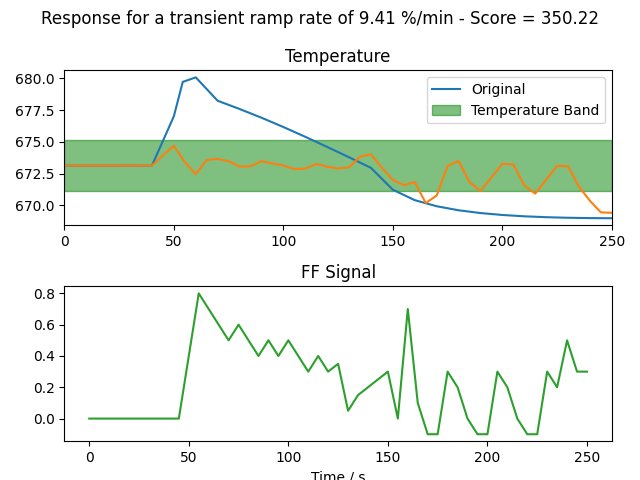 Response for a transient ramp rate of 9.41 %/min - Score = 350.22
Temperature
680.0
677.5
675.0
672.5
670.0
Original
Temperature Band
0 50 100 150 200 250
FF Signal
0.8
0.6
0.4
0.2
0.0
0 50 100 150 200 250
Time / s